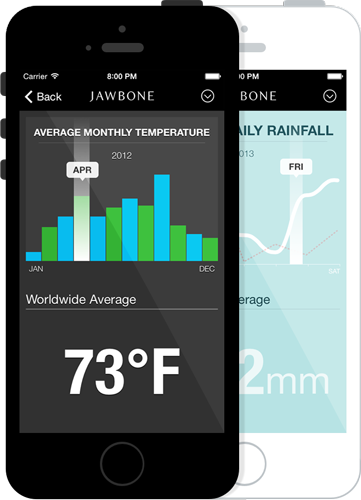 Carrier 8:00 PM
Back JAWBONE
AVERAGE MONTHLY TEMPERATURE
2012
APR
JAN DEC
Worldwide Average
73°F
8:00 PM
BONE
AILY RAINFALL
013
FRI
SAT
erage
2mm